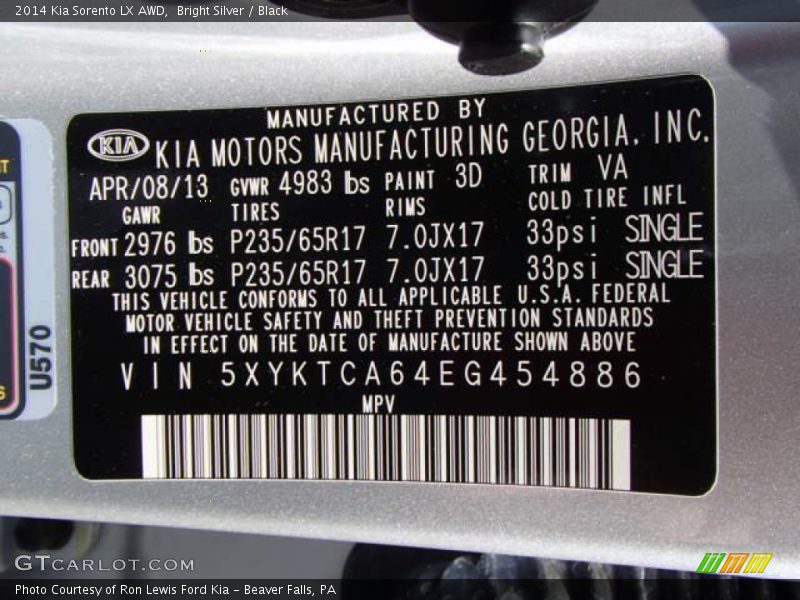 2014 Kia Sorento LX AWD, Bright Silver / Black
MANUFACTURED BY
KIA KIA MOTORS MANUFACTURING GEORGIA, INC.
APR/08/13 GVWR 4983 lbs PAINT 3D TRIM VA
GAWR TIRES RIMS COLD TIRE INFL
FRONT 2976 lbs P235/65R17 7.0JX17 33psi SINGLE
REAR 3075 lbs P235/65R17 7.0JX17 33psi SINGLE
THIS VEHICLE CONFORMS TO ALL APPLICABLE U.S.A. FEDERAL
MOTOR VEHICLE SAFETY AND THEFT PREVENTION STANDARDS
IN EFFECT ON THE DATE OF MANUFACTURE SHOWN ABOVE
VIN 5XYKTCA64EG454886
MPV
U570
GTCARLOT.COM
Photo Courtesy of Ron Lewis Ford Kia - Beaver Falls, PA